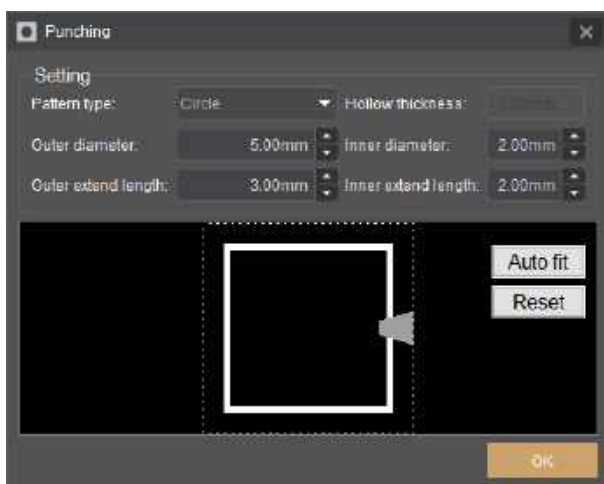 Punching
Setting
Pattern type: Circle Hollow thickness:
Outer diameter: 5.00mm Inner diameter: 2.00mm
Outer extend length: 3.00mm Inner extend length: 2.00mm
Auto fit
Reset
OK